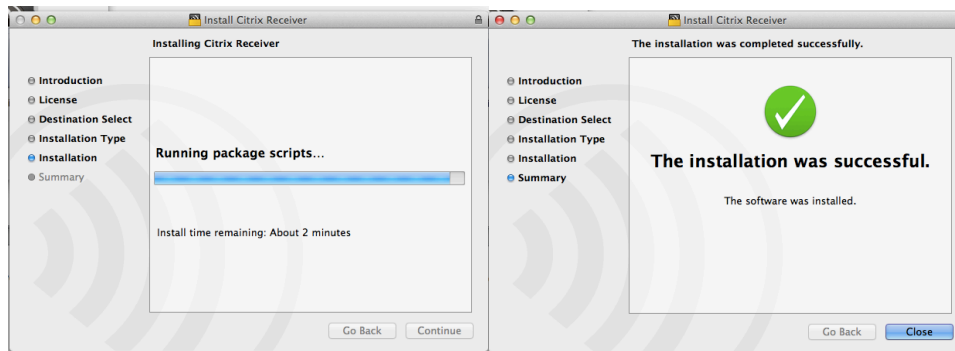 Install Citrix Receiver
Installing Citrix Receiver
Introduction
License
Destination Select
Installation Type
Installation
Summary
Running package scripts...
Install time remaining: About 2 minutes
Go Back
Continue
Install Citrix Receiver
The installation was completed successfully.
Introduction
License
Destination Select
Installation Type
Installation
Summary
The installation was successful.
The software was installed.
Go Back
Close